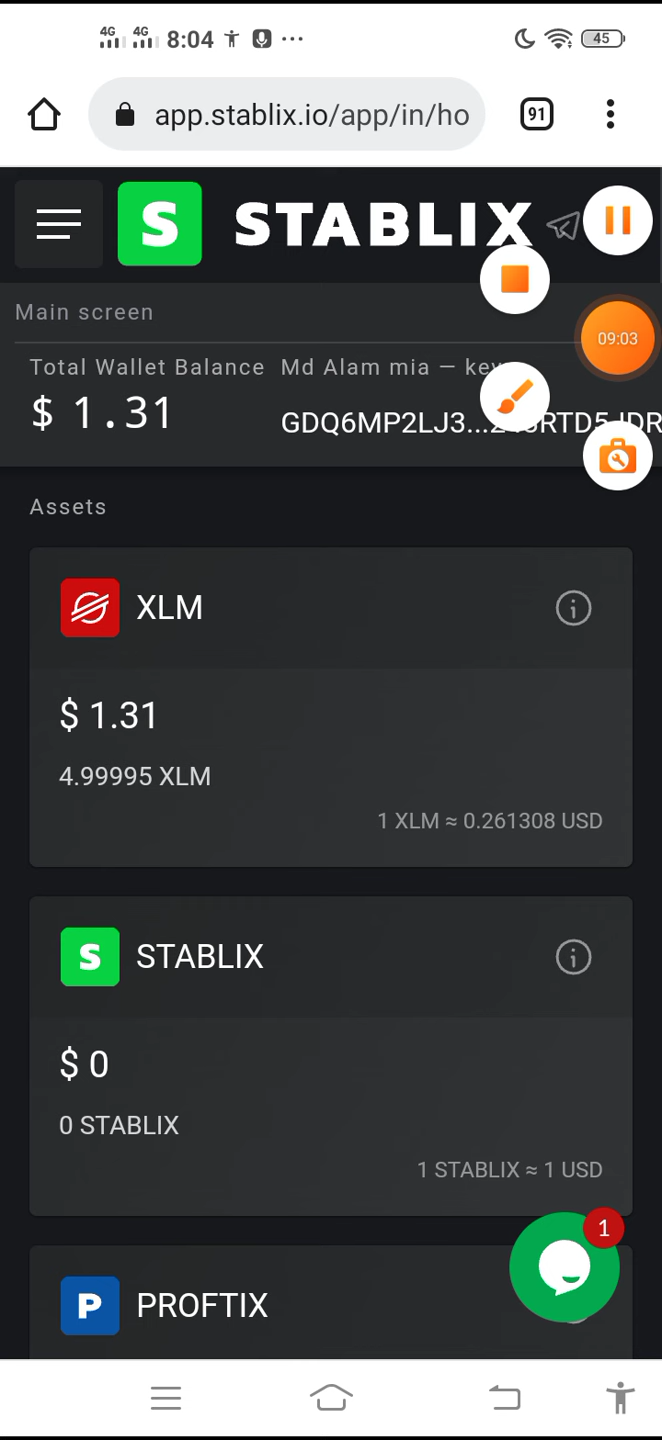 4G 4G 8:04 45
app.stablix.io/app/in/ho 91
S STABLIX
Main screen
09:03
Total Wallet Balance Md Alam mia — key
$ 1.31
GDQ6MP2LJ3...
Assets
XLM
$ 1.31
4.99995 XLM
1 XLM ≈ 0.261308 USD
S STABLIX
$ 0
0 STABLIX
1 STABLIX ≈ 1 USD
1
P PROFTIX